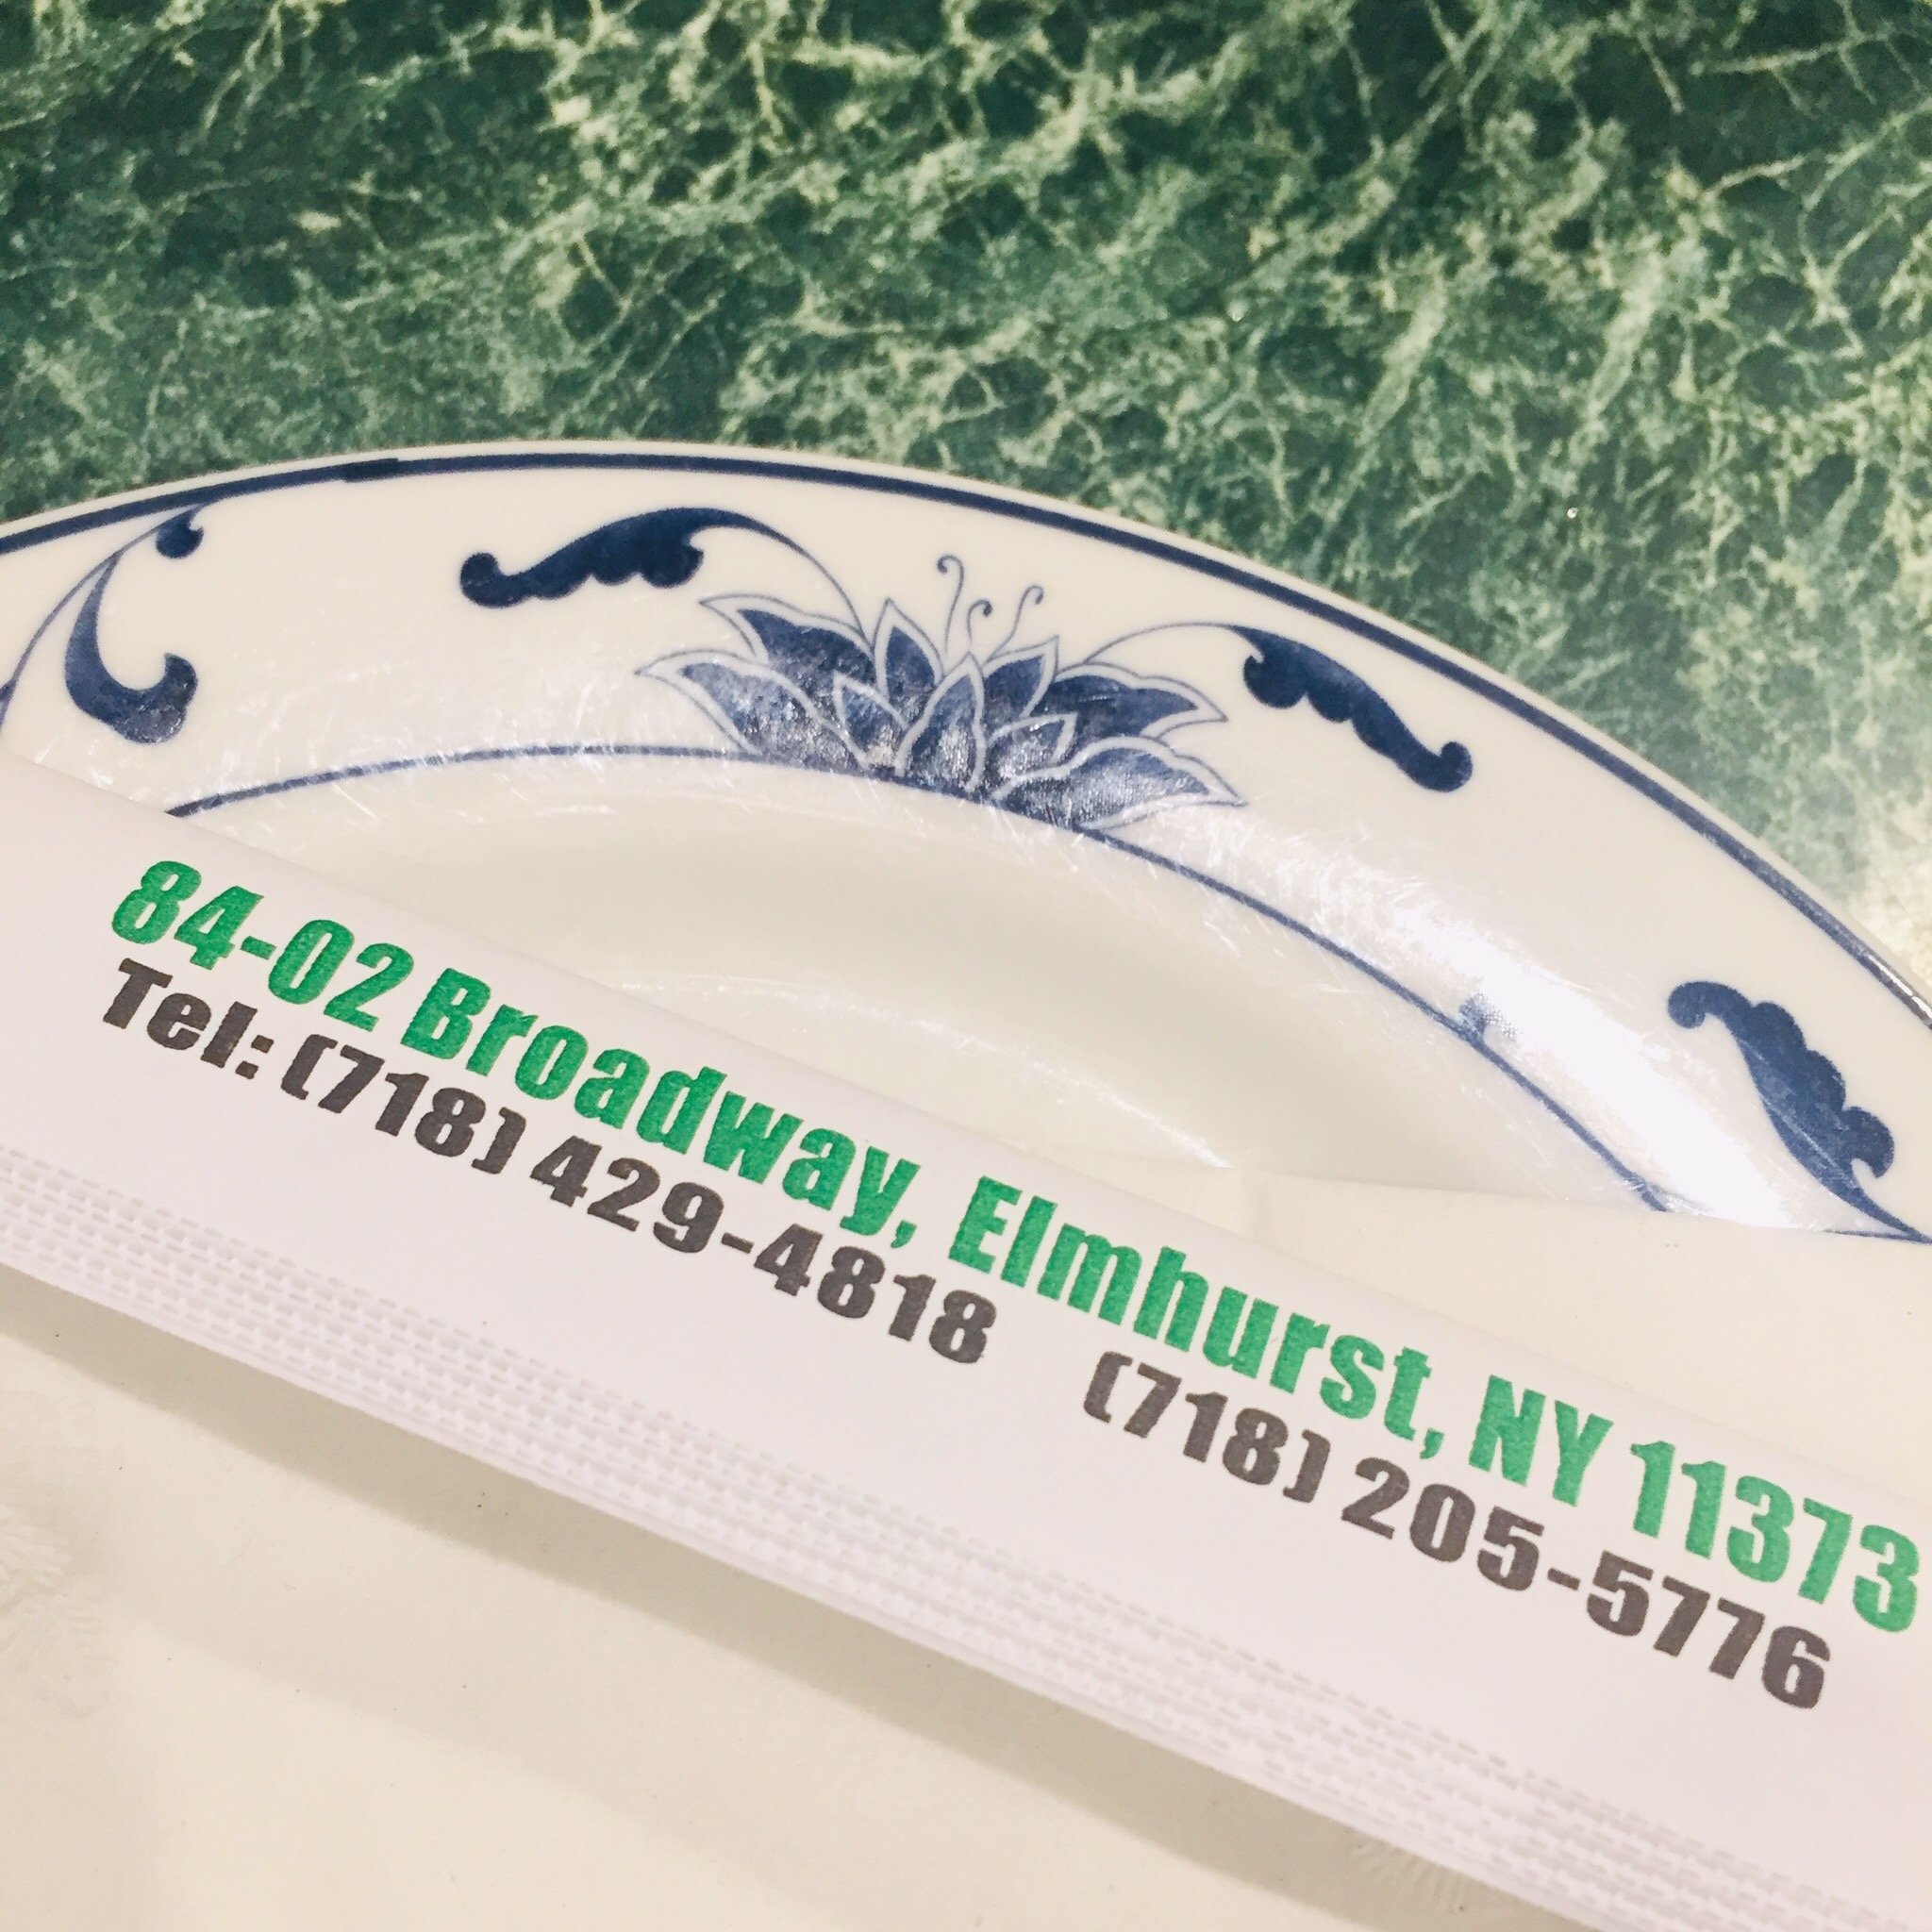 84-02 Broadway, Elmhurst, NY 11373
Tel: (718) 429-4818 (718) 205-5776